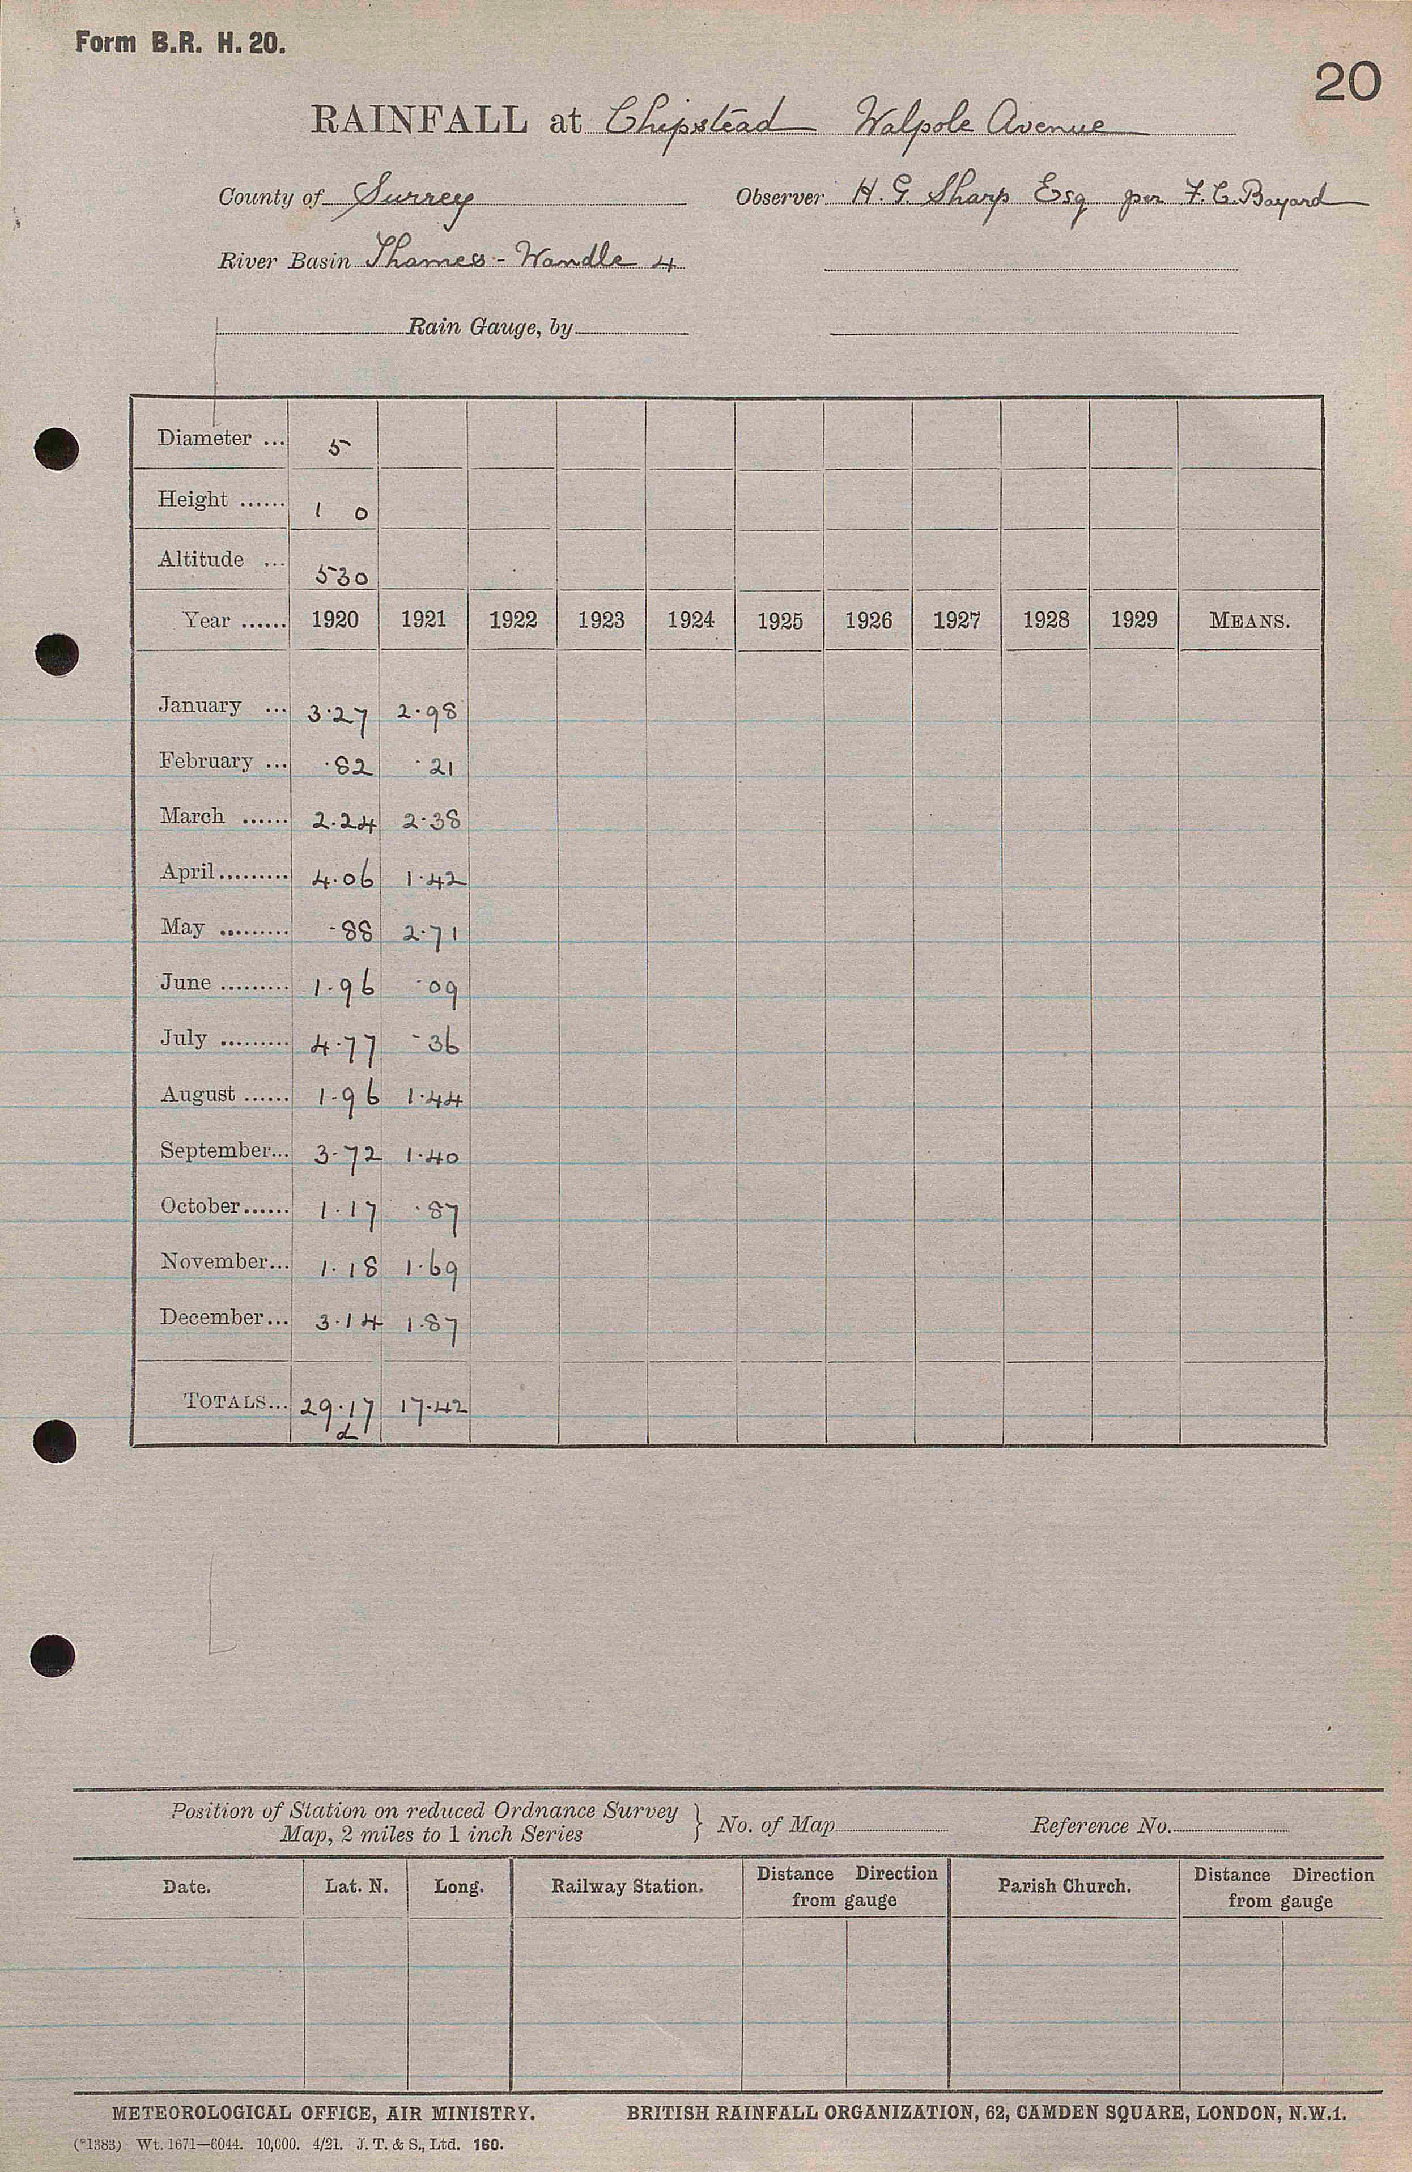 Form B.R. H. 20.
20
RAINFALL at Chipstead Walpole Avenue
County of Surrey Observer H. G. Sharp Esq per F. C. Bayard
River Basin Thames - Wandle 4
Rain Gauge, by
Diameter ... 5
Height ...... 1 0
Altitude ... 530
Year ...... 1920 1921 1922 1923 1924 1925 1926 1927 1928 1929 MEANS.
January ... 3.27 2.98
February ... .82 .21
March ...... 2.24 2.38
April......... 4.06 1.42
May ......... .88 2.71
June ......... 1.96 .09
July ......... 4.77 .36
August ...... 1.96 1.44
September... 3.72 1.40
October...... 1.17 .87
November... 1.18 1.69
December... 3.14 1.87
TOTALS... 29.17 17.42
d
Position of Station on reduced Ordnance Survey
Map, 2 miles to 1 inch Series } No. of Map Reference No.
Date. Lat. N. Long. Railway Station. Distance Direction from gauge Parish Church. Distance Direction from gauge
METEOROLOGICAL OFFICE, AIR MINISTRY. BRITISH RAINFALL ORGANIZATION, 62, CAMDEN SQUARE, LONDON, N.W.1.
(*1383) Wt. 1671—6044. 10,000. 4/21. J. T. & S., Ltd. 160.